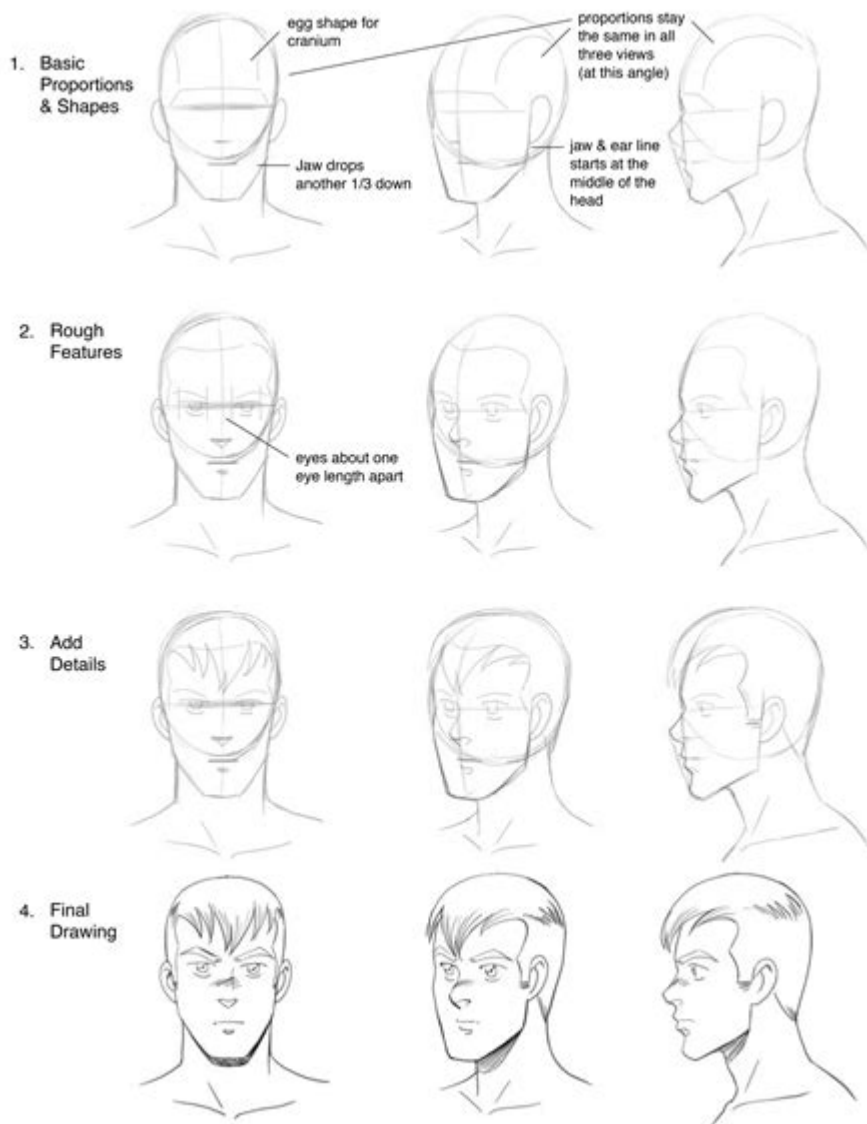 egg shape for
cranium
proportions stay
the same in all
three views
(at this angle)
1. Basic
Proportions
& Shapes
Jaw drops
another 1/3 down
jaw & ear line
starts at the
middle of the
head
2. Rough
Features
eyes about one
eye length apart
3. Add
Details
4. Final
Drawing